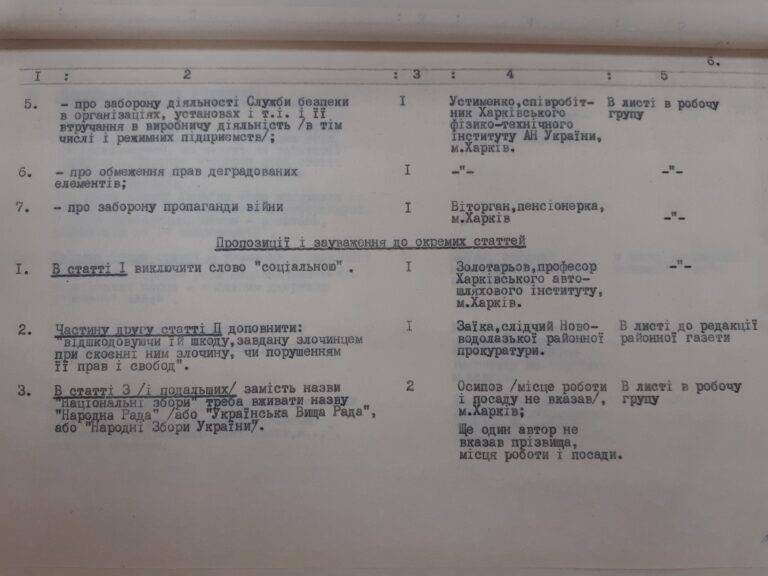 6.
I : 2 : 3 : 4 : 5
5. - про заборону діяльності Служби безпеки I Устименко,співробіт- В листі в робочу
в організаціях, установах і т.і. і її ник Харківського групу
втручання в виробничу діяльність /в тім фізико-технічного
числі і режимних підприємств/; інституту АН України,
м.Харків.
6. - про обмеження прав деградованих I -"- -"-
елементів;
7. - про заборону пропаганди війни I Віторган,пенсіонерка, -"-
м.Харків
Пропозиції і зауваження до окремих статтей
I. В статті I виключити слово "соціальною". I Золотарьов,професор -"-
Харківського авто-
шляхового інституту,
м.Харків.
2. Частину другу статті П доповнити: I Заїка,слідчий Ново- В листі до редакції
"відшкодовуючи їй шкоду,завдану злочинцем водолазької районної районної газети
при скоєнні ним злочину, чи порушенням прокуратури.
її прав і свобод".
3. В статті 3 /і подальших/ замість назви 2 Осипов /місце роботи В листі в робочу
"Національні збори" треба вживати назву і посаду не вказав/, групу
"Народна Рада" /або "Українська Вища Рада", м.Харків;
або "Народні Збори України/. Ще один автор не
вказав прізвища,
місця роботи і посади.